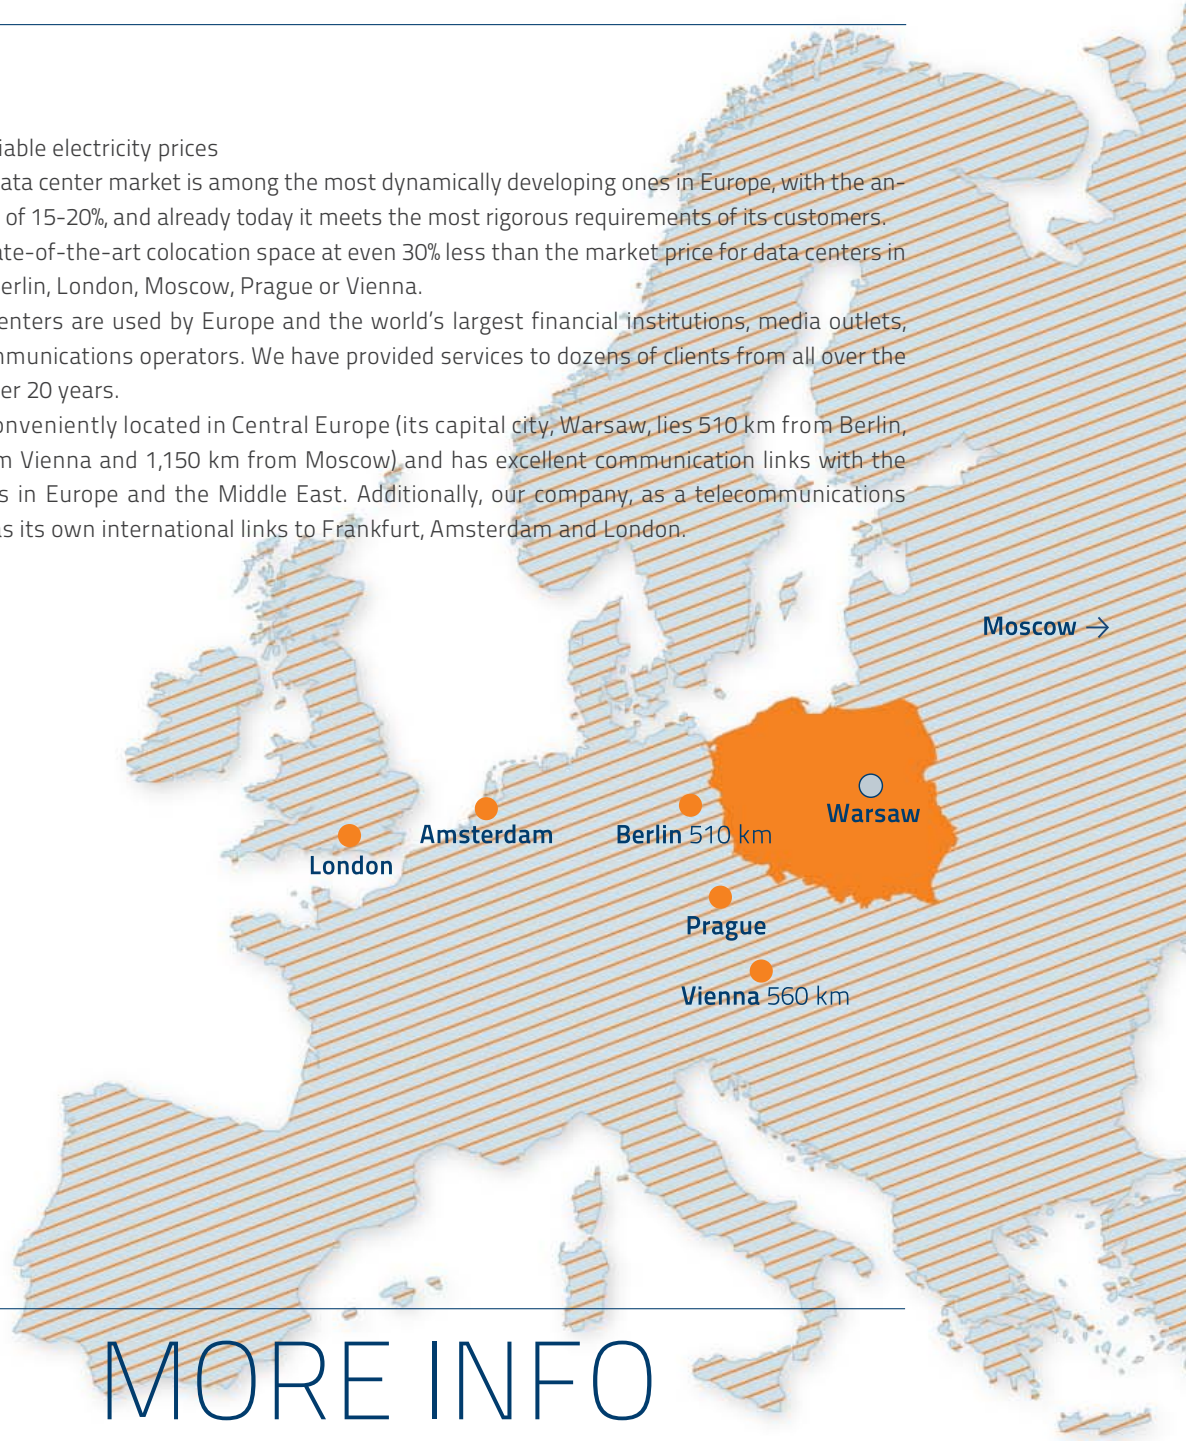 iable electricity prices
ata center market is among the most dynamically developing ones in Europe, with the an-
of 15-20%, and already today it meets the most rigorous requirements of its customers.
ate-of-the-art colocation space at even 30% less than the market price for data centers in
erlin, London, Moscow, Prague or Vienna.
enters are used by Europe and the world's largest financial institutions, media outlets,
mmunications operators. We have provided services to dozens of clients from all over the
er 20 years.
onveniently located in Central Europe (its capital city, Warsaw, lies 510 km from Berlin,
m Vienna and 1,150 km from Moscow) and has excellent communication links with the
s in Europe and the Middle East. Additionally, our company, as a telecommunications
as its own international links to Frankfurt, Amsterdam and London.
Moscow →
Warsaw
Amsterdam
Berlin 510 km
London
Prague
Vienna 560 km
MORE INFO